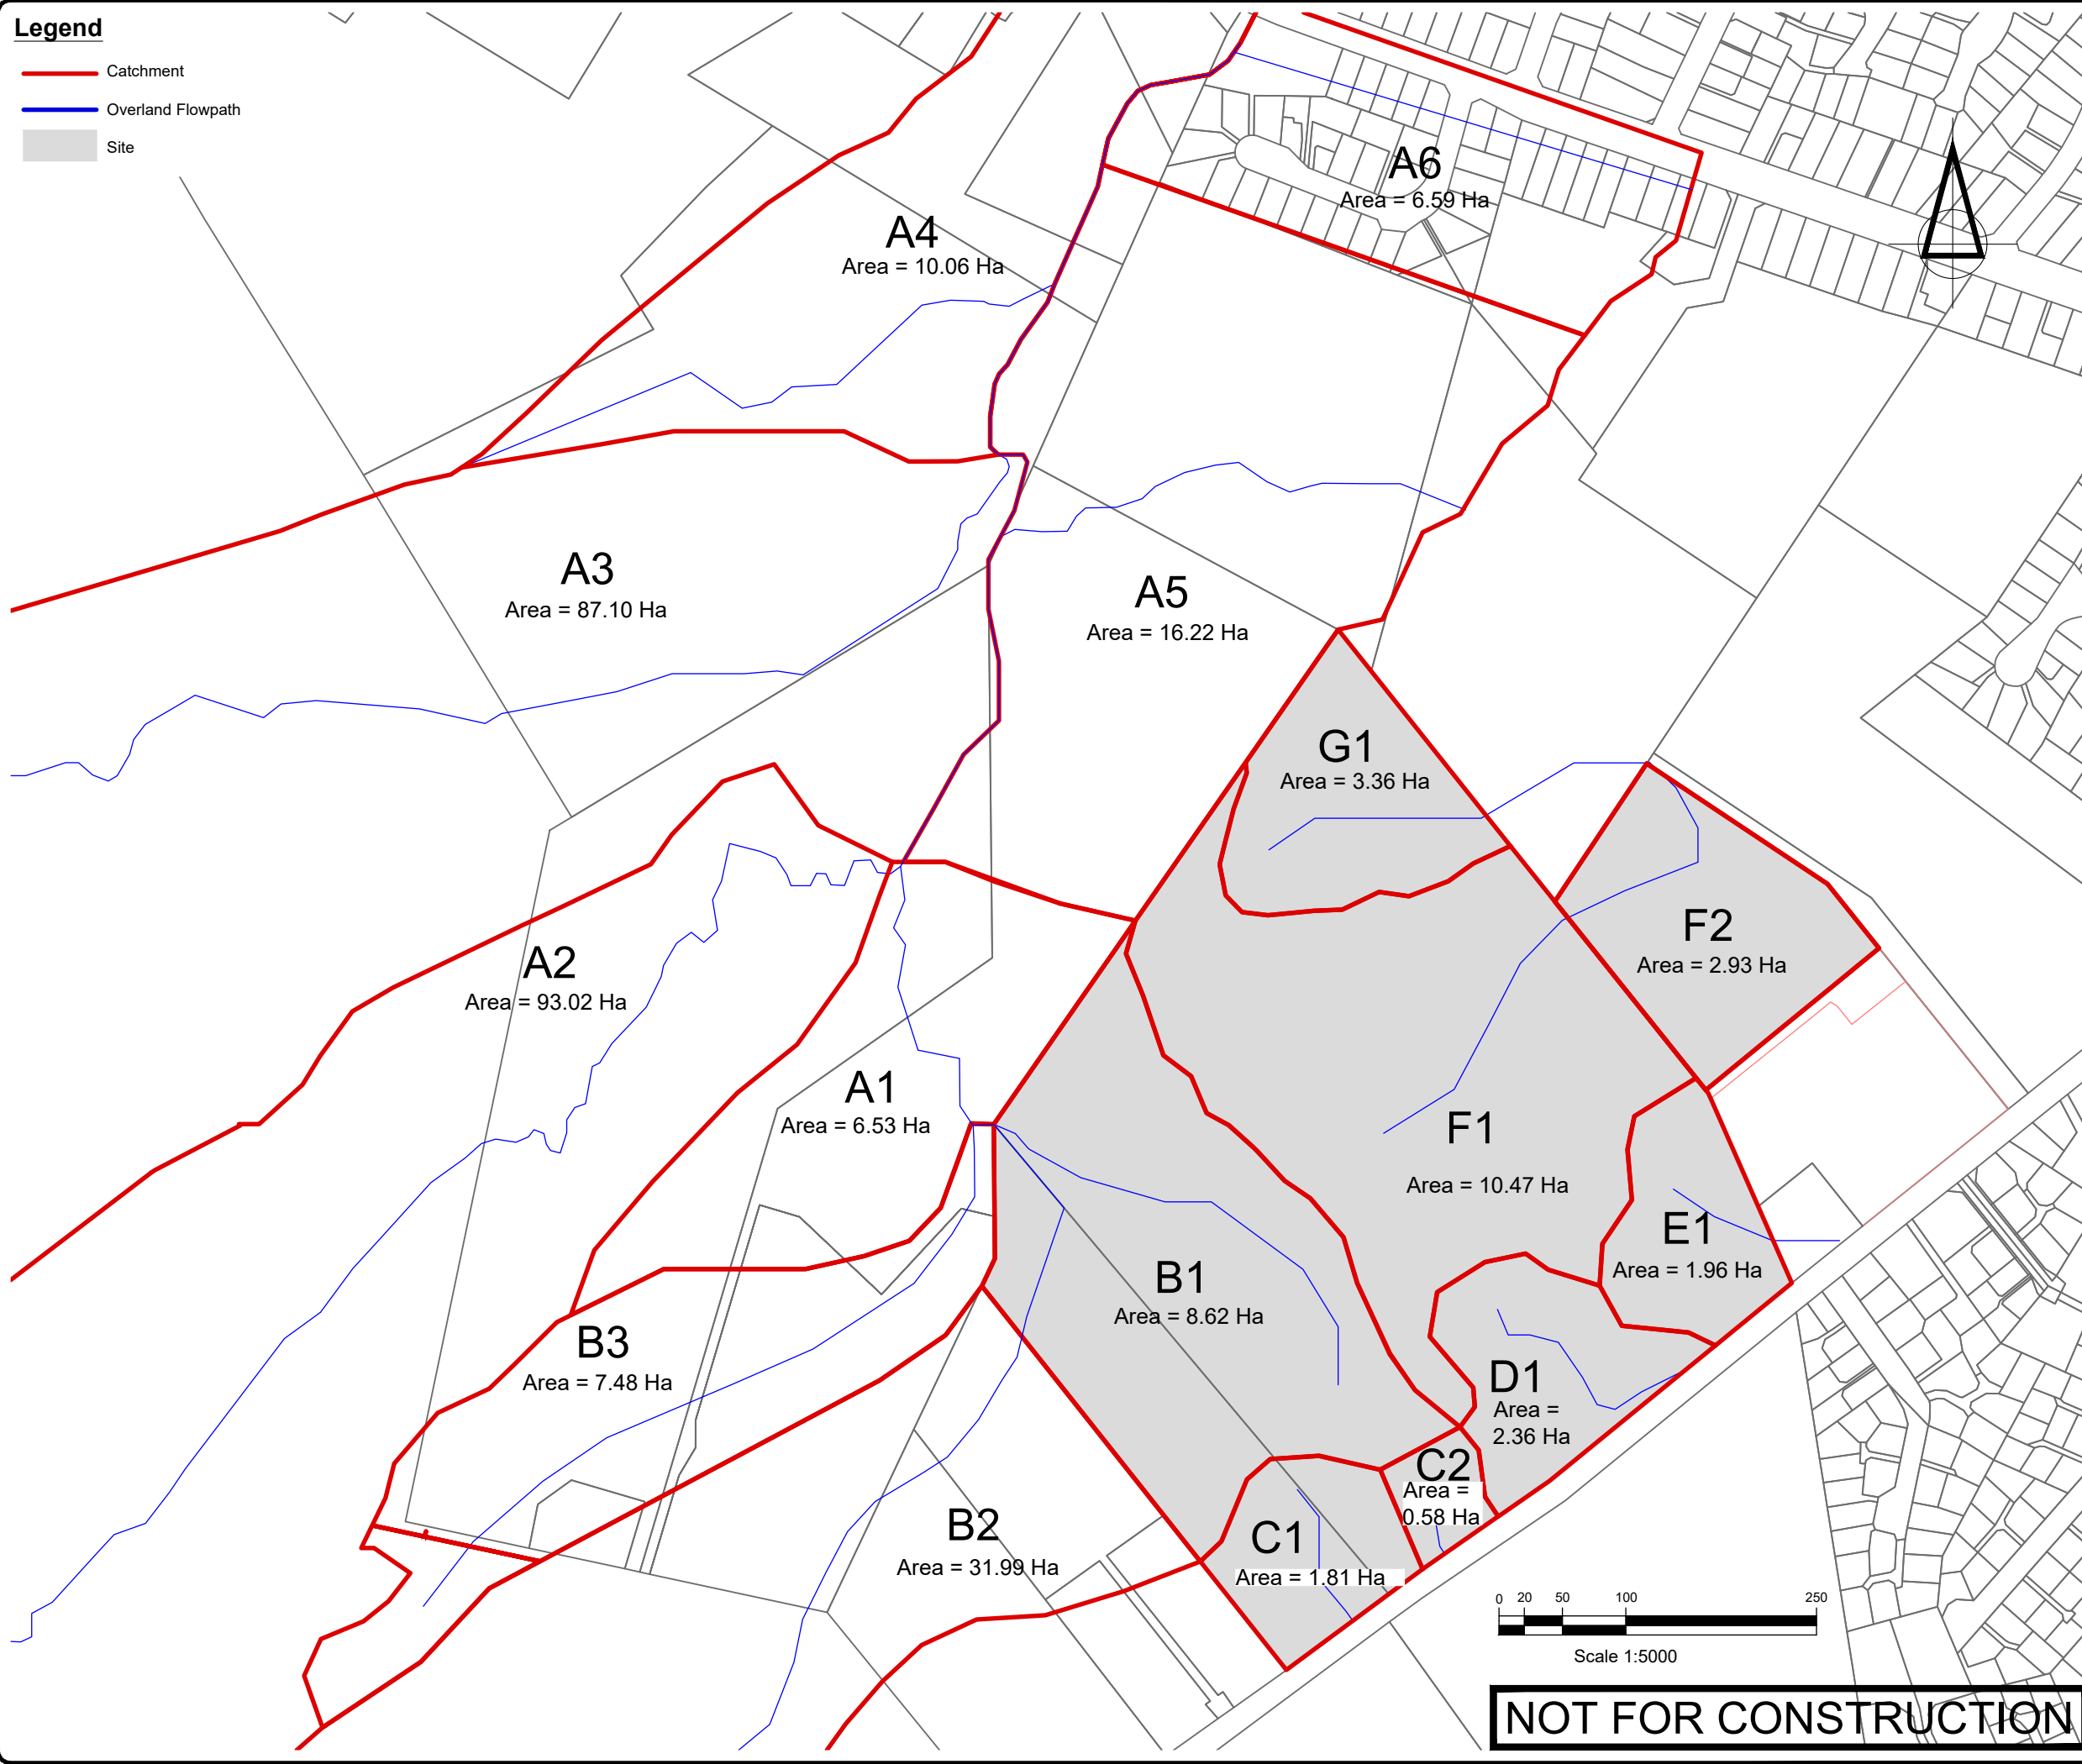 Legend
Catchment
Overland Flowpath
Site
A6
Area = 6.59 Ha
A4
Area = 10.06 Ha
A3
Area = 87.10 Ha
A5
Area = 16.22 Ha
G1
Area = 3.36 Ha
F2
Area = 2.93 Ha
A2
Area = 93.02 Ha
A1
Area = 6.53 Ha
F1
Area = 10.47 Ha
E1
Area = 1.96 Ha
B1
Area = 8.62 Ha
B3
Area = 7.48 Ha
D1
Area =
2.36 Ha
C2
Area =
0.58 Ha
B2
Area = 31.99 Ha
C1
Area = 1.81 Ha
0 20 50 100 250
Scale 1:5000
NOT FOR CONSTRUCTION